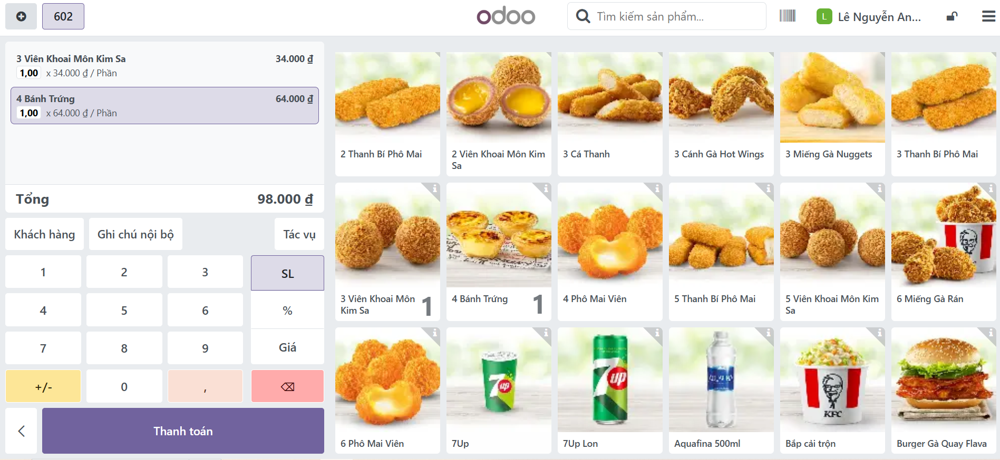 602
odoo
Tìm kiếm sản phẩm...
L
Lê Nguyễn An...
3 Viên Khoai Môn Kim Sa
34.000 ₫
1,00 x 34.000 ₫ / Phần
4 Bánh Trứng
64.000 ₫
1,00 x 64.000 ₫ / Phần
Tổng
98.000 ₫
Khách hàng
Ghi chú nội bộ
Tác vụ
1
2
3
SL
4
5
6
%
7
8
9
Giá
+/-
0
,
Thanh toán
2 Thanh Bí Phô Mai
2 Viên Khoai Môn Kim
Sa
3 Cá Thanh
3 Cánh Gà Hot Wings
3 Miếng Gà Nuggets
3 Thanh Bí Phô Mai
3 Viên Khoai Môn
Kim Sa
1
4 Bánh Trứng
1
4 Phô Mai Viên
5 Thanh Bí Phô Mai
5 Viên Khoai Môn Kim
Sa
6 Miếng Gà Rán
7up
7up
KFC
6 Phô Mai Viên
7Up
7Up Lon
Aquafina 500ml
Bắp cải trộn
Burger Gà Quay Flava